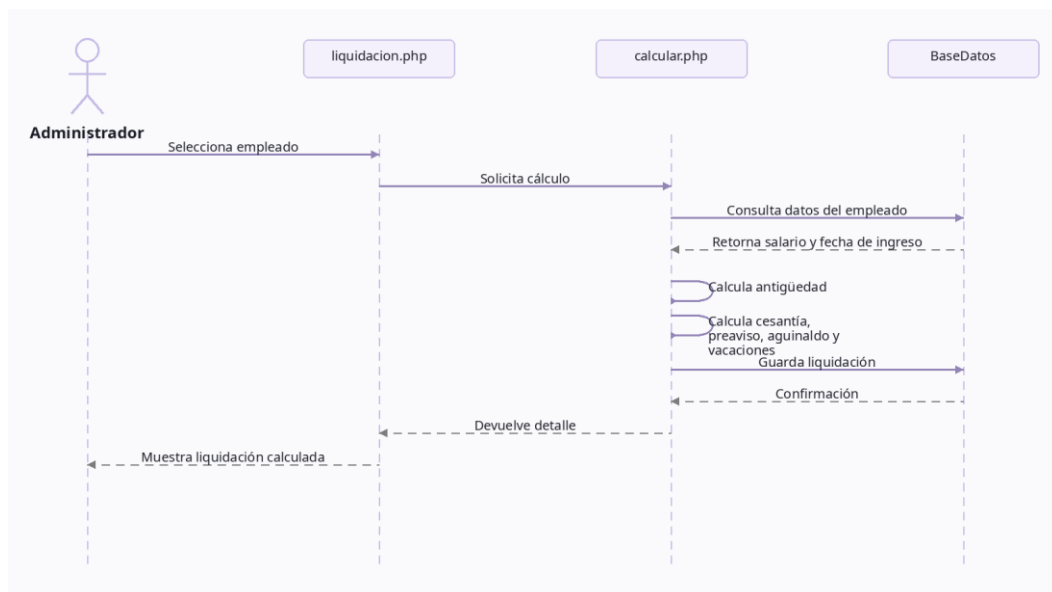 liquidacion.php
calcular.php
BaseDatos
Administrador
Selecciona empleado
Solicita cálculo
Consulta datos del empleado
Retorna salario y fecha de ingreso
Calcula antigüedad
Calcula cesantía,
preaviso, aguinaldo y
vacaciones
Guarda liquidación
Confirmación
Devuelve detalle
Muestra liquidación calculada